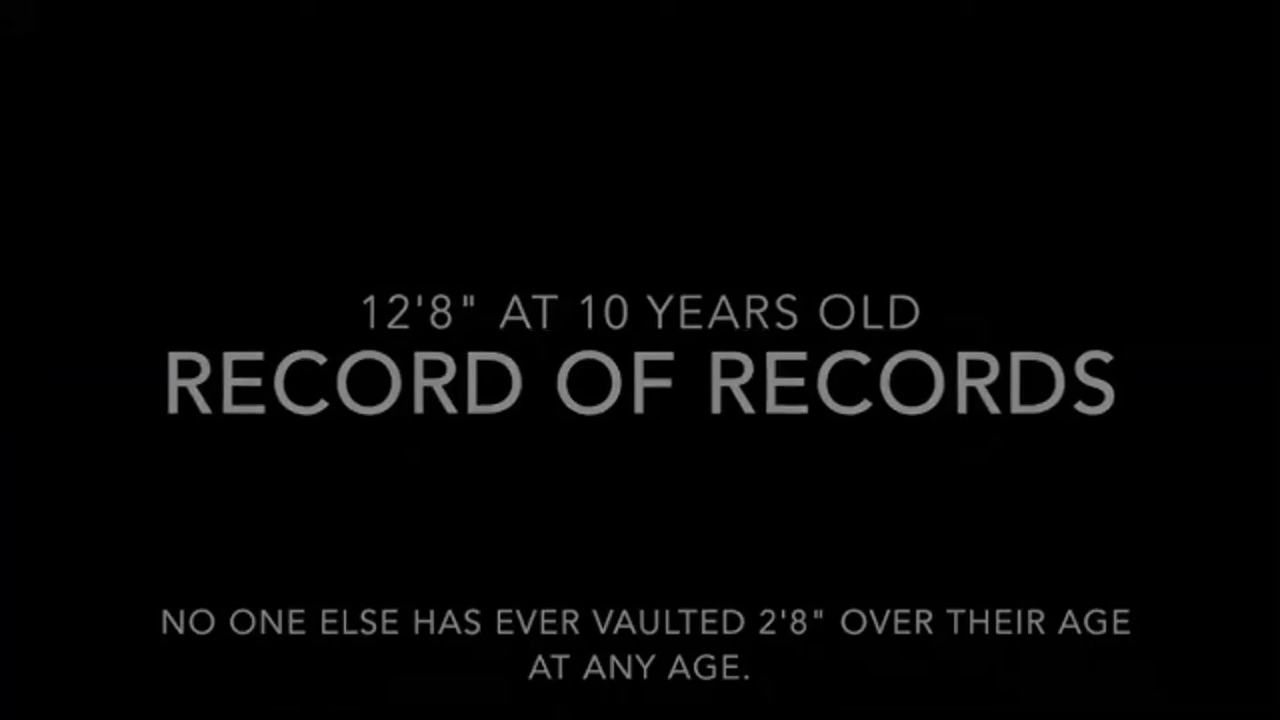 12'8" AT 10 YEARS OLD
RECORD OF RECORDS
NO ONE ELSE HAS EVER VAULTED 2'8" OVER THEIR AGE
AT ANY AGE.